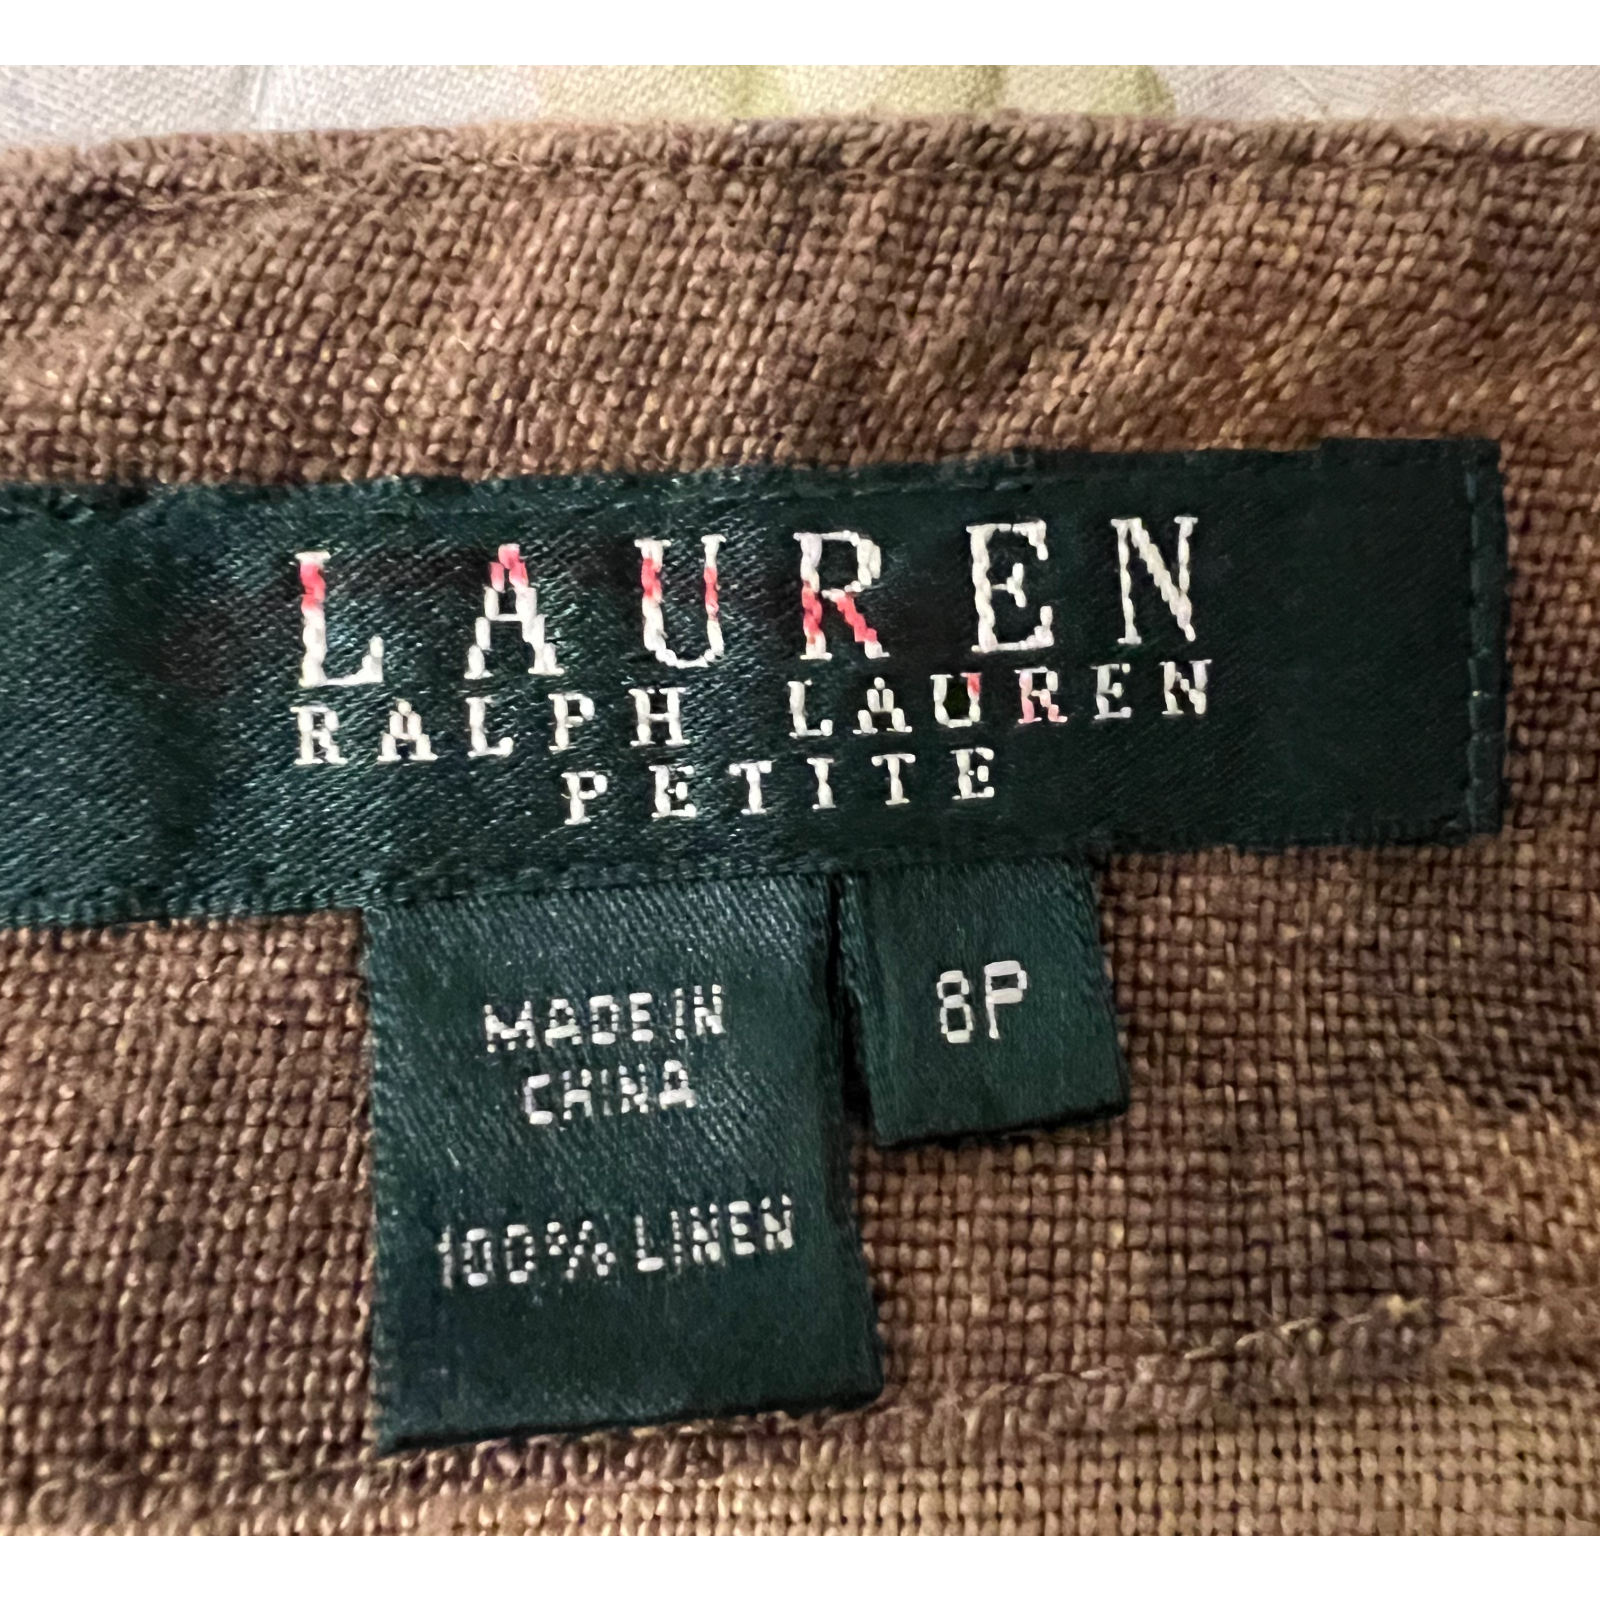 LAUREN
RALPH LAUREN
PETITE
8P
MADE IN
CHINA
100% LINEN